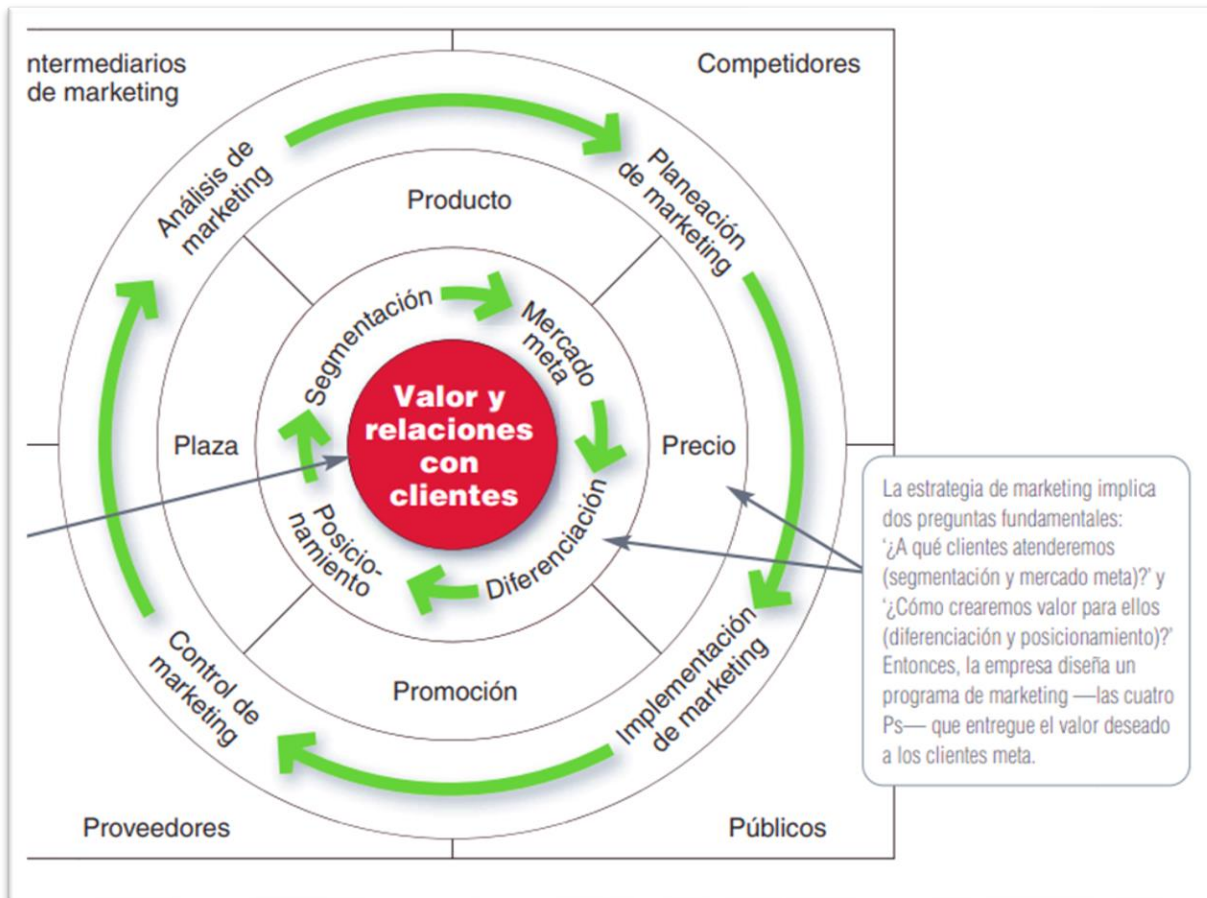 ntermediarios
de marketing
Competidores
Análisis de
marketing
Planeación
de marketing
Producto
Segmentación
Mercado
meta
Valor y
relaciones
con
clientes
Plaza
Precio
Posicio-
namiento
Diferenciación
Promoción
Control de
marketing
Implementación
de marketing
Proveedores
Públicos
La estrategia de marketing implica
dos preguntas fundamentales:
‘¿A qué clientes atenderemos
(segmentación y mercado meta)?’ y
‘¿Cómo crearemos valor para ellos
(diferenciación y posicionamiento)?’
Entonces, la empresa diseña un
programa de marketing —las cuatro
Ps— que entregue el valor deseado
a los clientes meta.